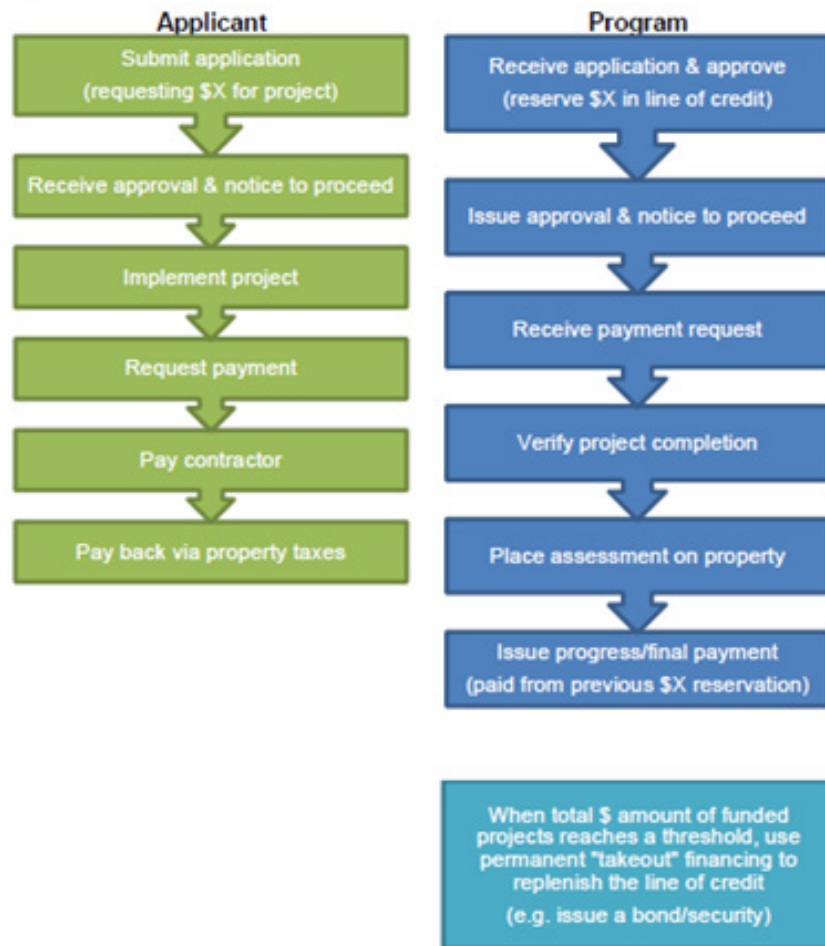 Applicant
Submit application
(requesting $X for project)
Receive approval & notice to proceed
Implement project
Request payment
Pay contractor
Pay back via property taxes
Program
Receive application & approve
(reserve $X in line of credit)
Issue approval & notice to proceed
Receive payment request
Verify project completion
Place assessment on property
Issue progress/final payment
(paid from previous $X reservation)
When total $ amount of funded
projects reaches a threshold, use
permanent "takeout" financing to
replenish the line of credit
(e.g. issue a bond/security)